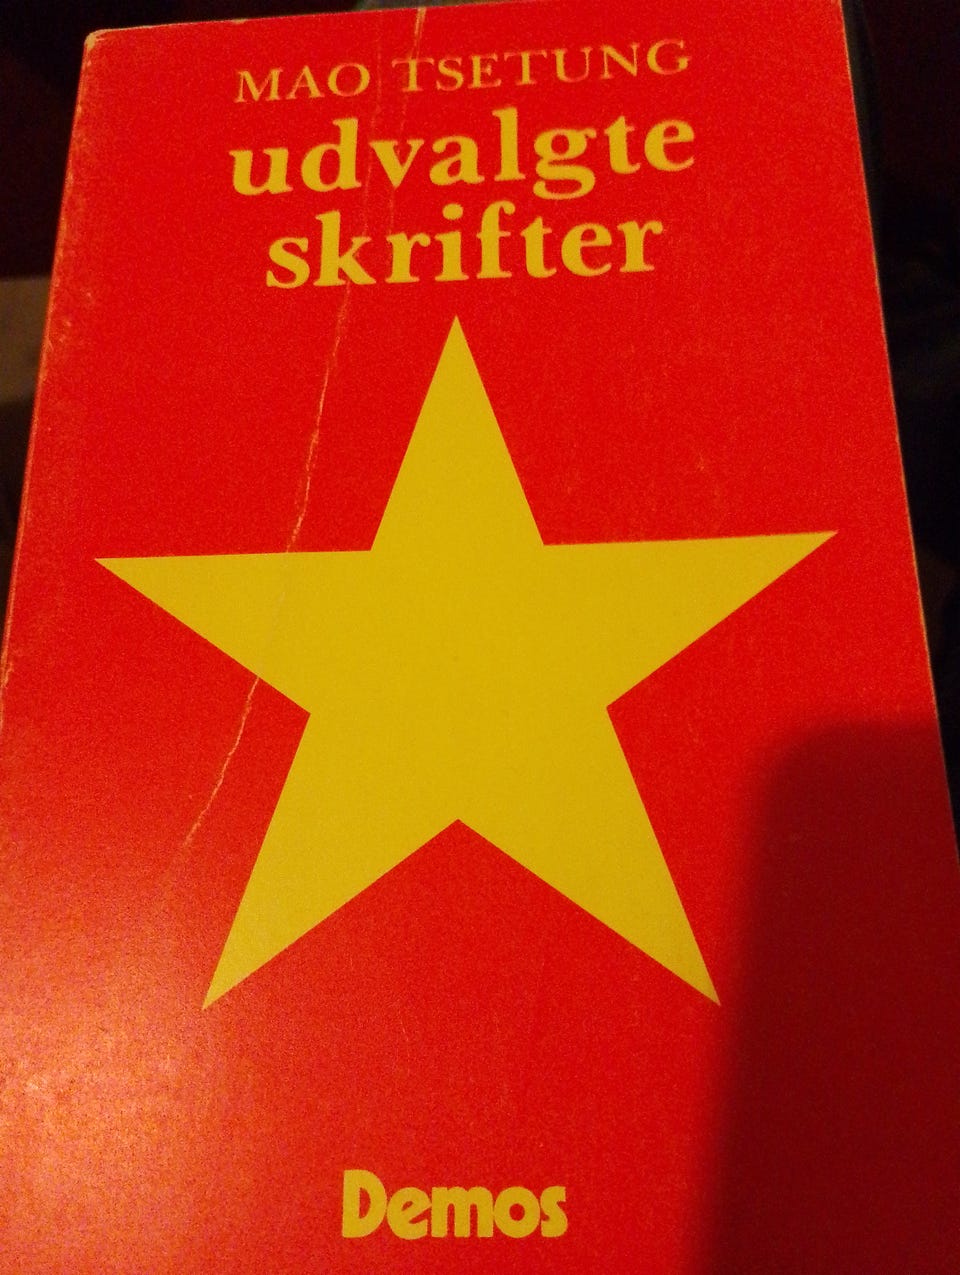 MAO TSETUNG
udvalgte
skrifter
Demos